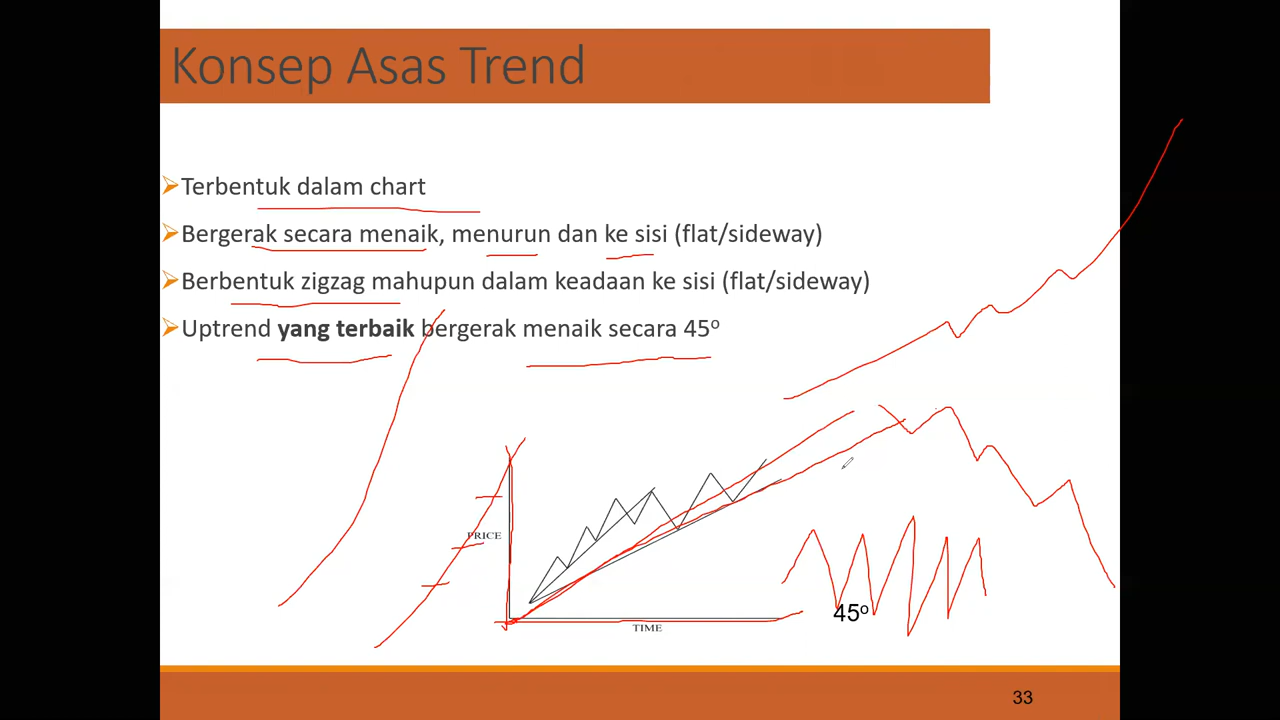 Konsep Asas Trend
Terbentuk dalam chart
Bergerak secara menaik, menurun dan ke sisi (flat/sideway)
Berbentuk zigzag mahupun dalam keadaan ke sisi (flat/sideway)
Uptrend yang terbaik bergerak menaik secara 45º
PRICE
45º
TIME
33